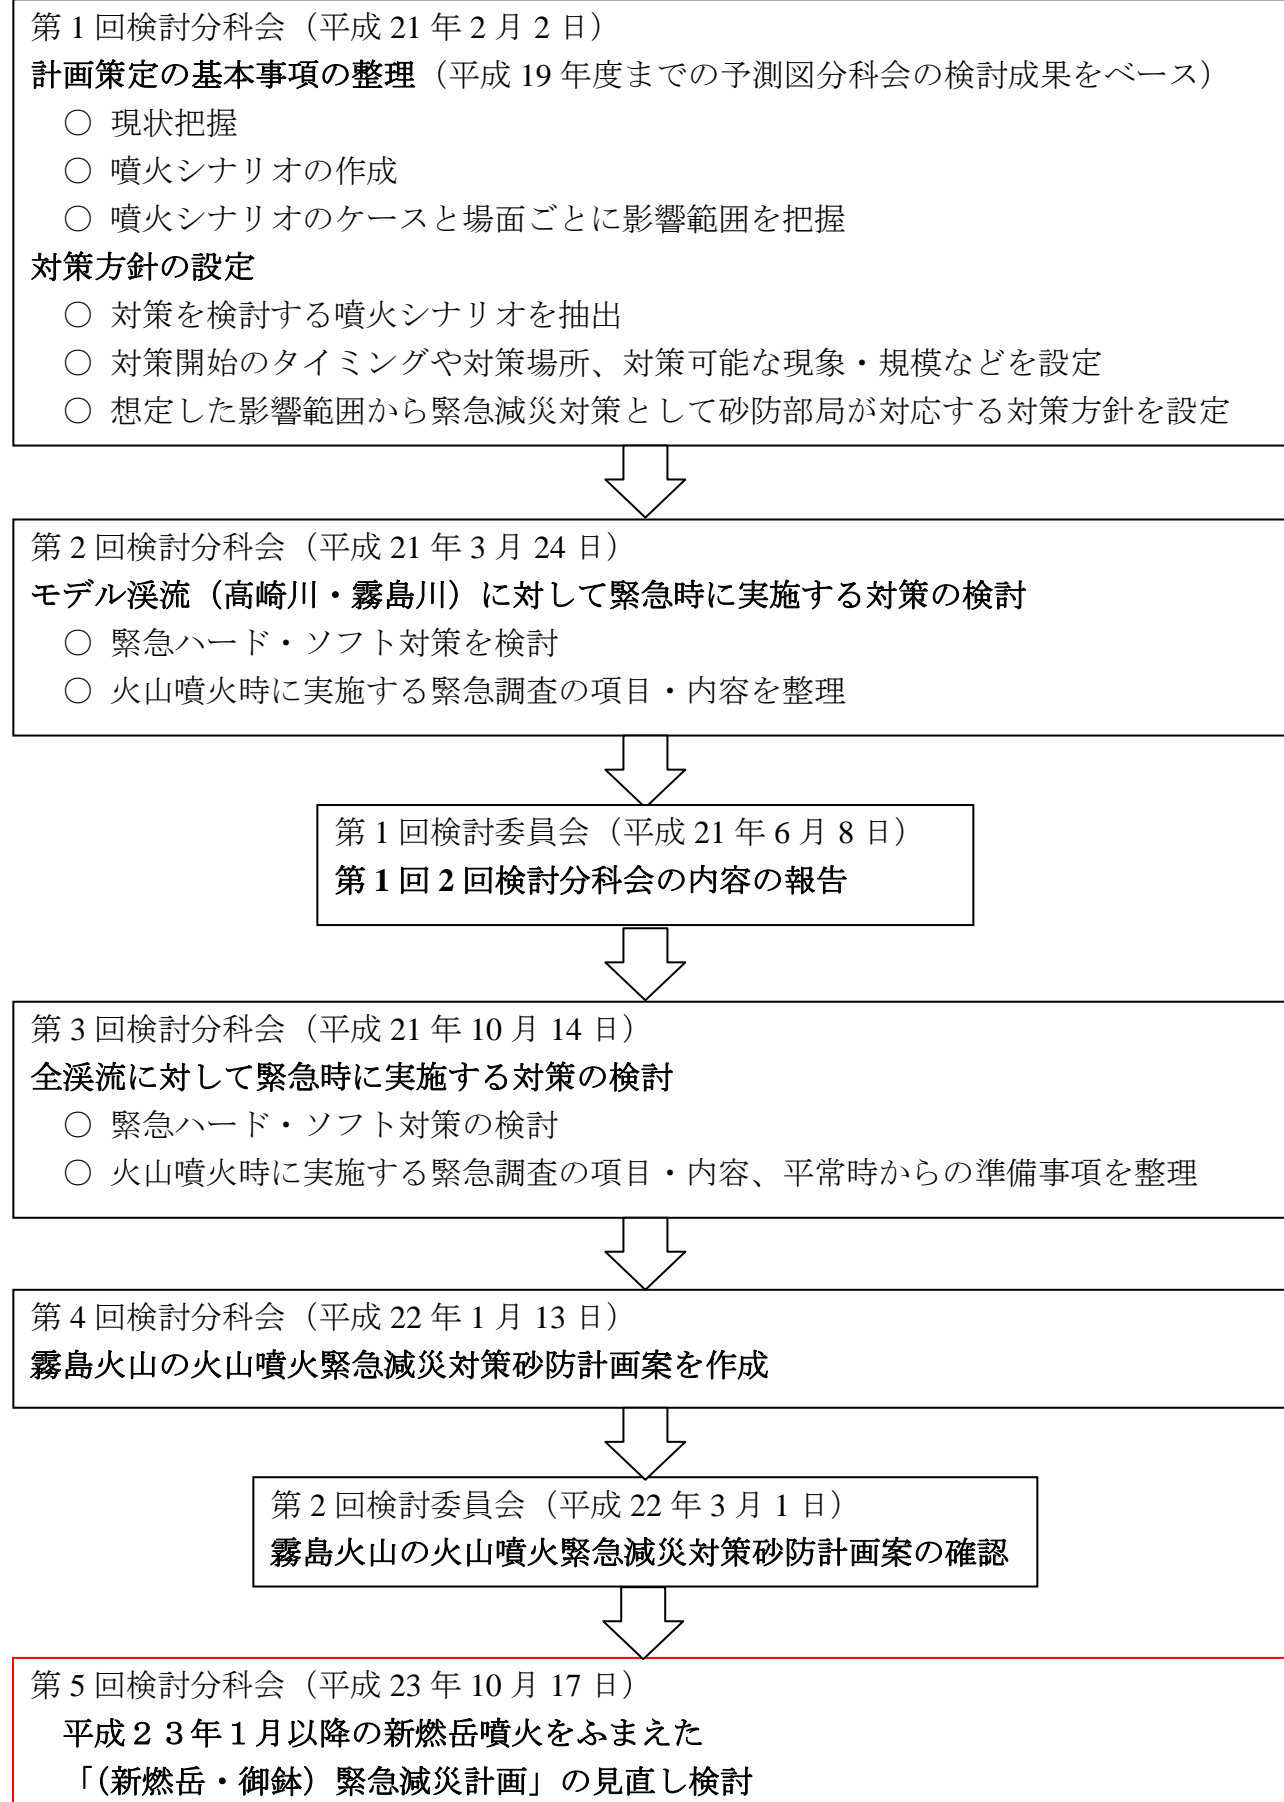 第 1 回検討分科会（平成 21 年 2 月 2 日）
計画策定の基本事項の整理（平成 19 年度までの予測図分科会の検討成果をベース）
○ 現状把握
○ 噴火シナリオの作成
○ 噴火シナリオのケースと場面ごとに影響範囲を把握
対策方針の設定
○ 対策を検討する噴火シナリオを抽出
○ 対策開始のタイミングや対策場所、対策可能な現象・規模などを設定
○ 想定した影響範囲から緊急減災対策として砂防部局が対応する対策方針を設定
第 2 回検討分科会（平成 21 年 3 月 24 日）
モデル渓流（高崎川・霧島川）に対して緊急時に実施する対策の検討
○ 緊急ハード・ソフト対策を検討
○ 火山噴火時に実施する緊急調査の項目・内容を整理
第 1 回検討委員会（平成 21 年 6 月 8 日）
第 1 回 2 回検討分科会の内容の報告
第 3 回検討分科会（平成 21 年 10 月 14 日）
全渓流に対して緊急時に実施する対策の検討
○ 緊急ハード・ソフト対策の検討
○ 火山噴火時に実施する緊急調査の項目・内容、平常時からの準備事項を整理
第 4 回検討分科会（平成 22 年 1 月 13 日）
霧島火山の火山噴火緊急減災対策砂防計画案を作成
第 2 回検討委員会（平成 22 年 3 月 1 日）
霧島火山の火山噴火緊急減災対策砂防計画案の確認
第 5 回検討分科会（平成 23 年 10 月 17 日）
平成２３年１月以降の新燃岳噴火をふまえた
「（新燃岳・御鉢）緊急減災計画」の見直し検討